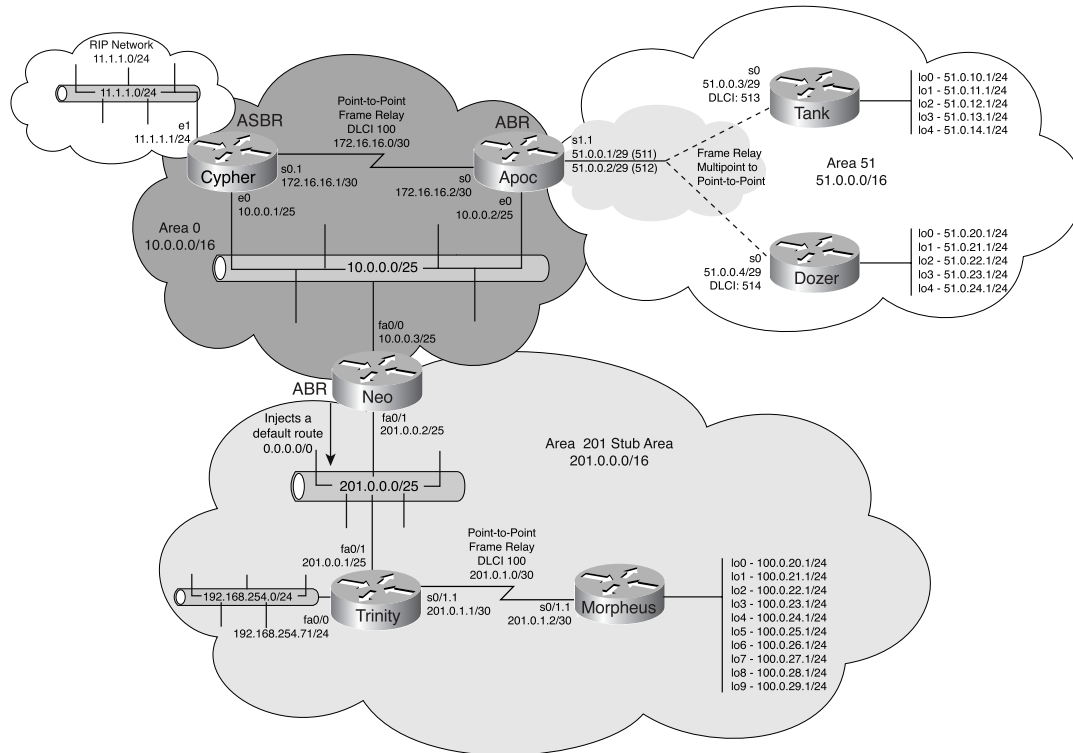 RIP Network
11.1.1.0/24
11.1.1.0/24
e1
11.1.1.1/24
ASBR
Cypher
s0.1
172.16.16.1/30
e0
10.0.0.1/25
Point-to-Point
Frame Relay
DLCI 100
172.16.16.0/30
ABR
Apoc
s0
172.16.16.2/30
e0
10.0.0.2/25
s1.1
51.0.0.1/29 (511)
51.0.0.2/29 (512)
Frame Relay
Multipoint to
Point-to-Point
s0
51.0.0.3/29
DLCI: 513
Tank
lo0 - 51.0.10.1/24
lo1 - 51.0.11.1/24
lo2 - 51.0.12.1/24
lo3 - 51.0.13.1/24
lo4 - 51.0.14.1/24
Area 51
51.0.0.0/16
s0
51.0.0.4/29
DLCI: 514
Dozer
lo0 - 51.0.20.1/24
lo1 - 51.0.21.1/24
lo2 - 51.0.22.1/24
lo3 - 51.0.23.1/24
lo4 - 51.0.24.1/24
Area 0
10.0.0.0/16
10.0.0.0/25
fa0/0
10.0.0.3/25
ABR
Neo
fa0/1
201.0.0.2/25
Injects a
default route
0.0.0.0/0
Area 201 Stub Area
201.0.0.0/16
201.0.0.0/25
fa0/1
201.0.0.1/25
Point-to-Point
Frame Relay
DLCI 100
201.0.1.0/30
192.168.254.0/24
fa0/0
192.168.254.71/24
Trinity
s0/1.1
201.0.1.1/30
s0/1.1
201.0.1.2/30
Morpheus
lo0 - 100.0.20.1/24
lo1 - 100.0.21.1/24
lo2 - 100.0.22.1/24
lo3 - 100.0.23.1/24
lo4 - 100.0.24.1/24
lo5 - 100.0.25.1/24
lo6 - 100.0.26.1/24
lo7 - 100.0.27.1/24
lo8 - 100.0.28.1/24
lo9 - 100.0.29.1/24